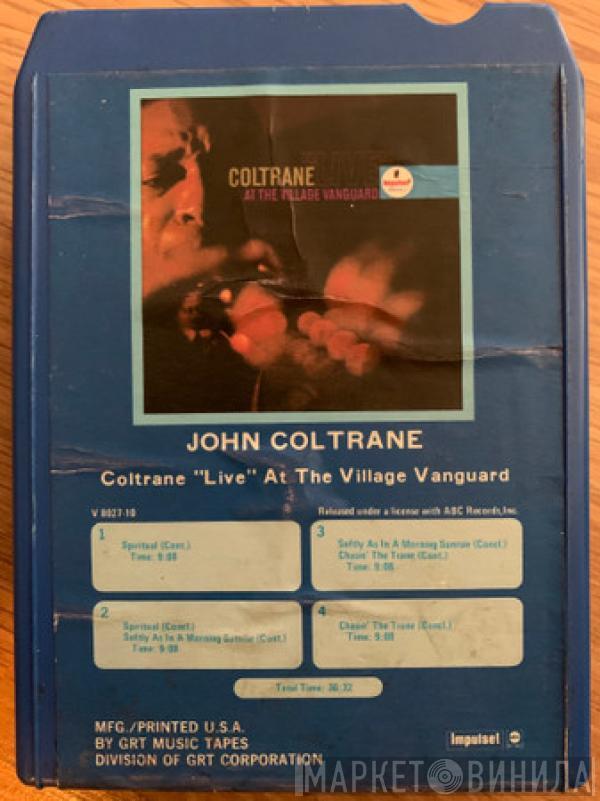 COLTRANE "LIVE"
AT THE VILLAGE VANGUARD
impulse!
JOHN COLTRANE
Coltrane "Live" At The Village Vanguard
V 8027-10
Released under a license with ABC Records, Inc.
1
Spiritual (Cont.)
Time: 9:08
2
Spiritual (Concl.)
Softly As In A Morning Sunrise (Cont.)
Time: 9:08
3
Softly As In A Morning Sunrise (Concl.)
Chasin' The Trane (Cont.)
Time: 9:08
4
Chasin' The Trane (Concl.)
Time: 9:08
Total Time: 36:32
MFG./PRINTED U.S.A.
BY GRT MUSIC TAPES
DIVISION OF GRT CORPORATION
Impulse!
МАРКЕТ ВИНИЛА